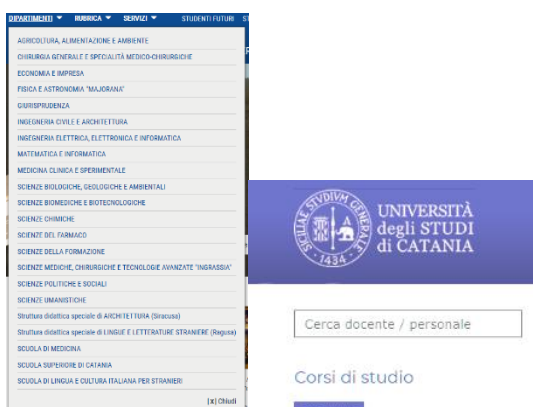 DIPARTIMENTI RUBRICA SERVIZI STUDENTI FUTURI
AGRICOLTURA, ALIMENTAZIONE E AMBIENTE
CHIRURGIA GENERALE E SPECIALITÀ MEDICO-CHIRURGICHE
ECONOMIA E IMPRESA
FISICA E ASTRONOMIA "MAJORANA"
GIURISPRUDENZA
INGEGNERIA CIVILE E ARCHITETTURA
INGEGNERIA ELETTRICA, ELETTRONICA E INFORMATICA
MATEMATICA E INFORMATICA
MEDICINA CLINICA E SPERIMENTALE
SCIENZE BIOLOGICHE, GEOLOGICHE E AMBIENTALI
SCIENZE BIOMEDICHE E BIOTECNOLOGICHE
SCIENZE CHIMICHE
SCIENZE DEL FARMACO
SCIENZE DELLA FORMAZIONE
SCIENZE MEDICHE, CHIRURGICHE E TECNOLOGIE AVANZATE "INGRASSIA"
SCIENZE POLITICHE E SOCIALI
SCIENZE UMANISTICHE
Struttura didattica speciale di ARCHITETTURA (Siracusa)
Struttura didattica speciale di LINGUE E LETTERATURE STRANIERE (Ragusa)
SCUOLA DI MEDICINA
SCUOLA SUPERIORE DI CATANIA
SCUOLA DI LINGUA E CULTURA ITALIANA PER STRANIERI
[x] Chiudi
SICILIAE STVDIVM GENERALE
1434
UNIVERSITÀ
degli STUDI
di CATANIA
Cerca docente / personale
Corsi di studio